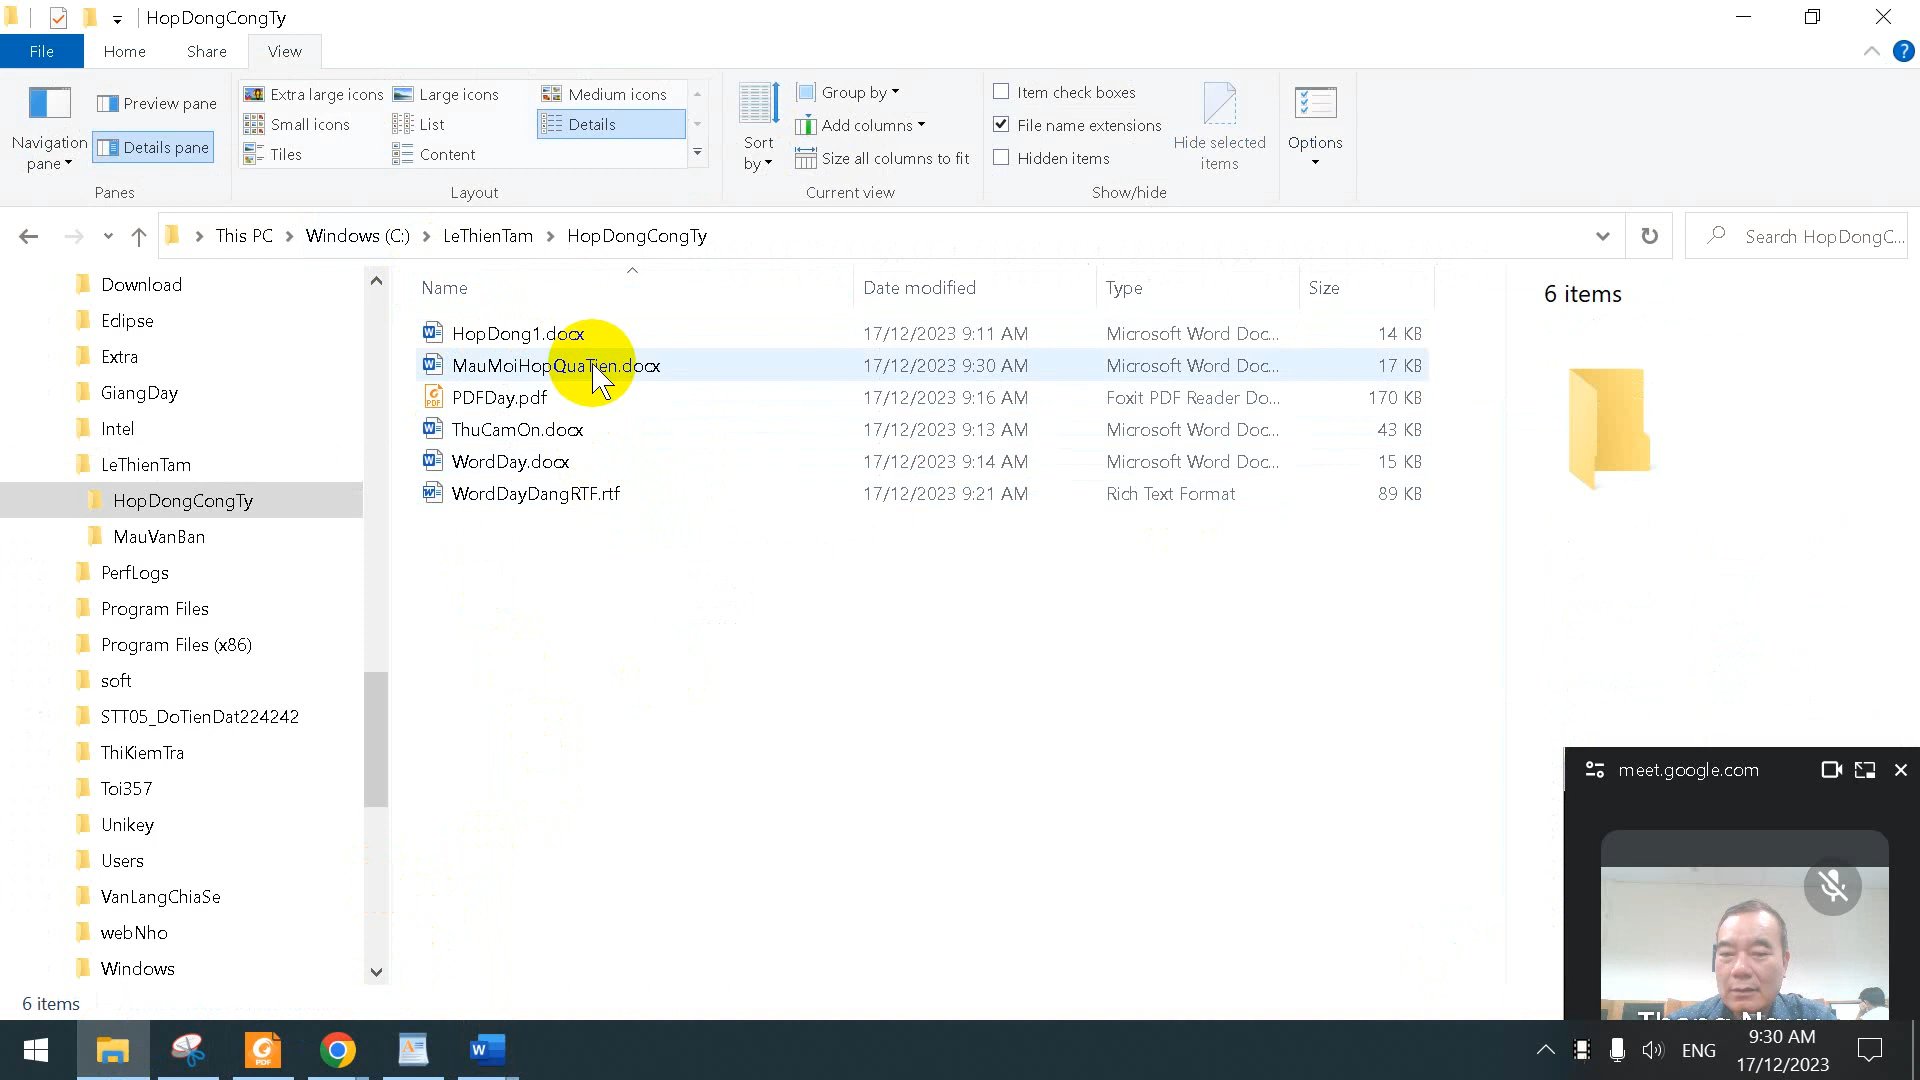 HopDongCongTy
File Home Share View
Navigation pane
Preview pane
Details pane
Panes
Extra large icons Large icons Medium icons
Small icons List Details
Tiles Content
Layout
Sort by
Group by
Add columns
Size all columns to fit
Current view
Item check boxes
File name extensions
Hidden items
Hide selected items
Show/hide
Options
This PC Windows (C:) LeThienTam HopDongCongTy
Search HopDongC...
Download
Eclipse
Extra
GiangDay
Intel
LeThienTam
HopDongCongTy
MauVanBan
PerfLogs
Program Files
Program Files (x86)
soft
STT05_DoTienDat224242
ThiKiemTra
Toi357
Unikey
Users
VanLangChiaSe
webNho
Windows
Name Date modified Type Size
HopDong1.docx 17/12/2023 9:11 AM Microsoft Word Doc... 14 KB
MauMoiHopQuaTien.docx 17/12/2023 9:30 AM Microsoft Word Doc... 17 KB
PDFDay.pdf 17/12/2023 9:16 AM Foxit PDF Reader Do... 170 KB
ThuCamOn.docx 17/12/2023 9:13 AM Microsoft Word Doc... 43 KB
WordDay.docx 17/12/2023 9:14 AM Microsoft Word Doc... 15 KB
WordDayDangRTF.rtf 17/12/2023 9:21 AM Rich Text Format 89 KB
6 items
meet.google.com
6 items
ENG
9:30 AM
17/12/2023